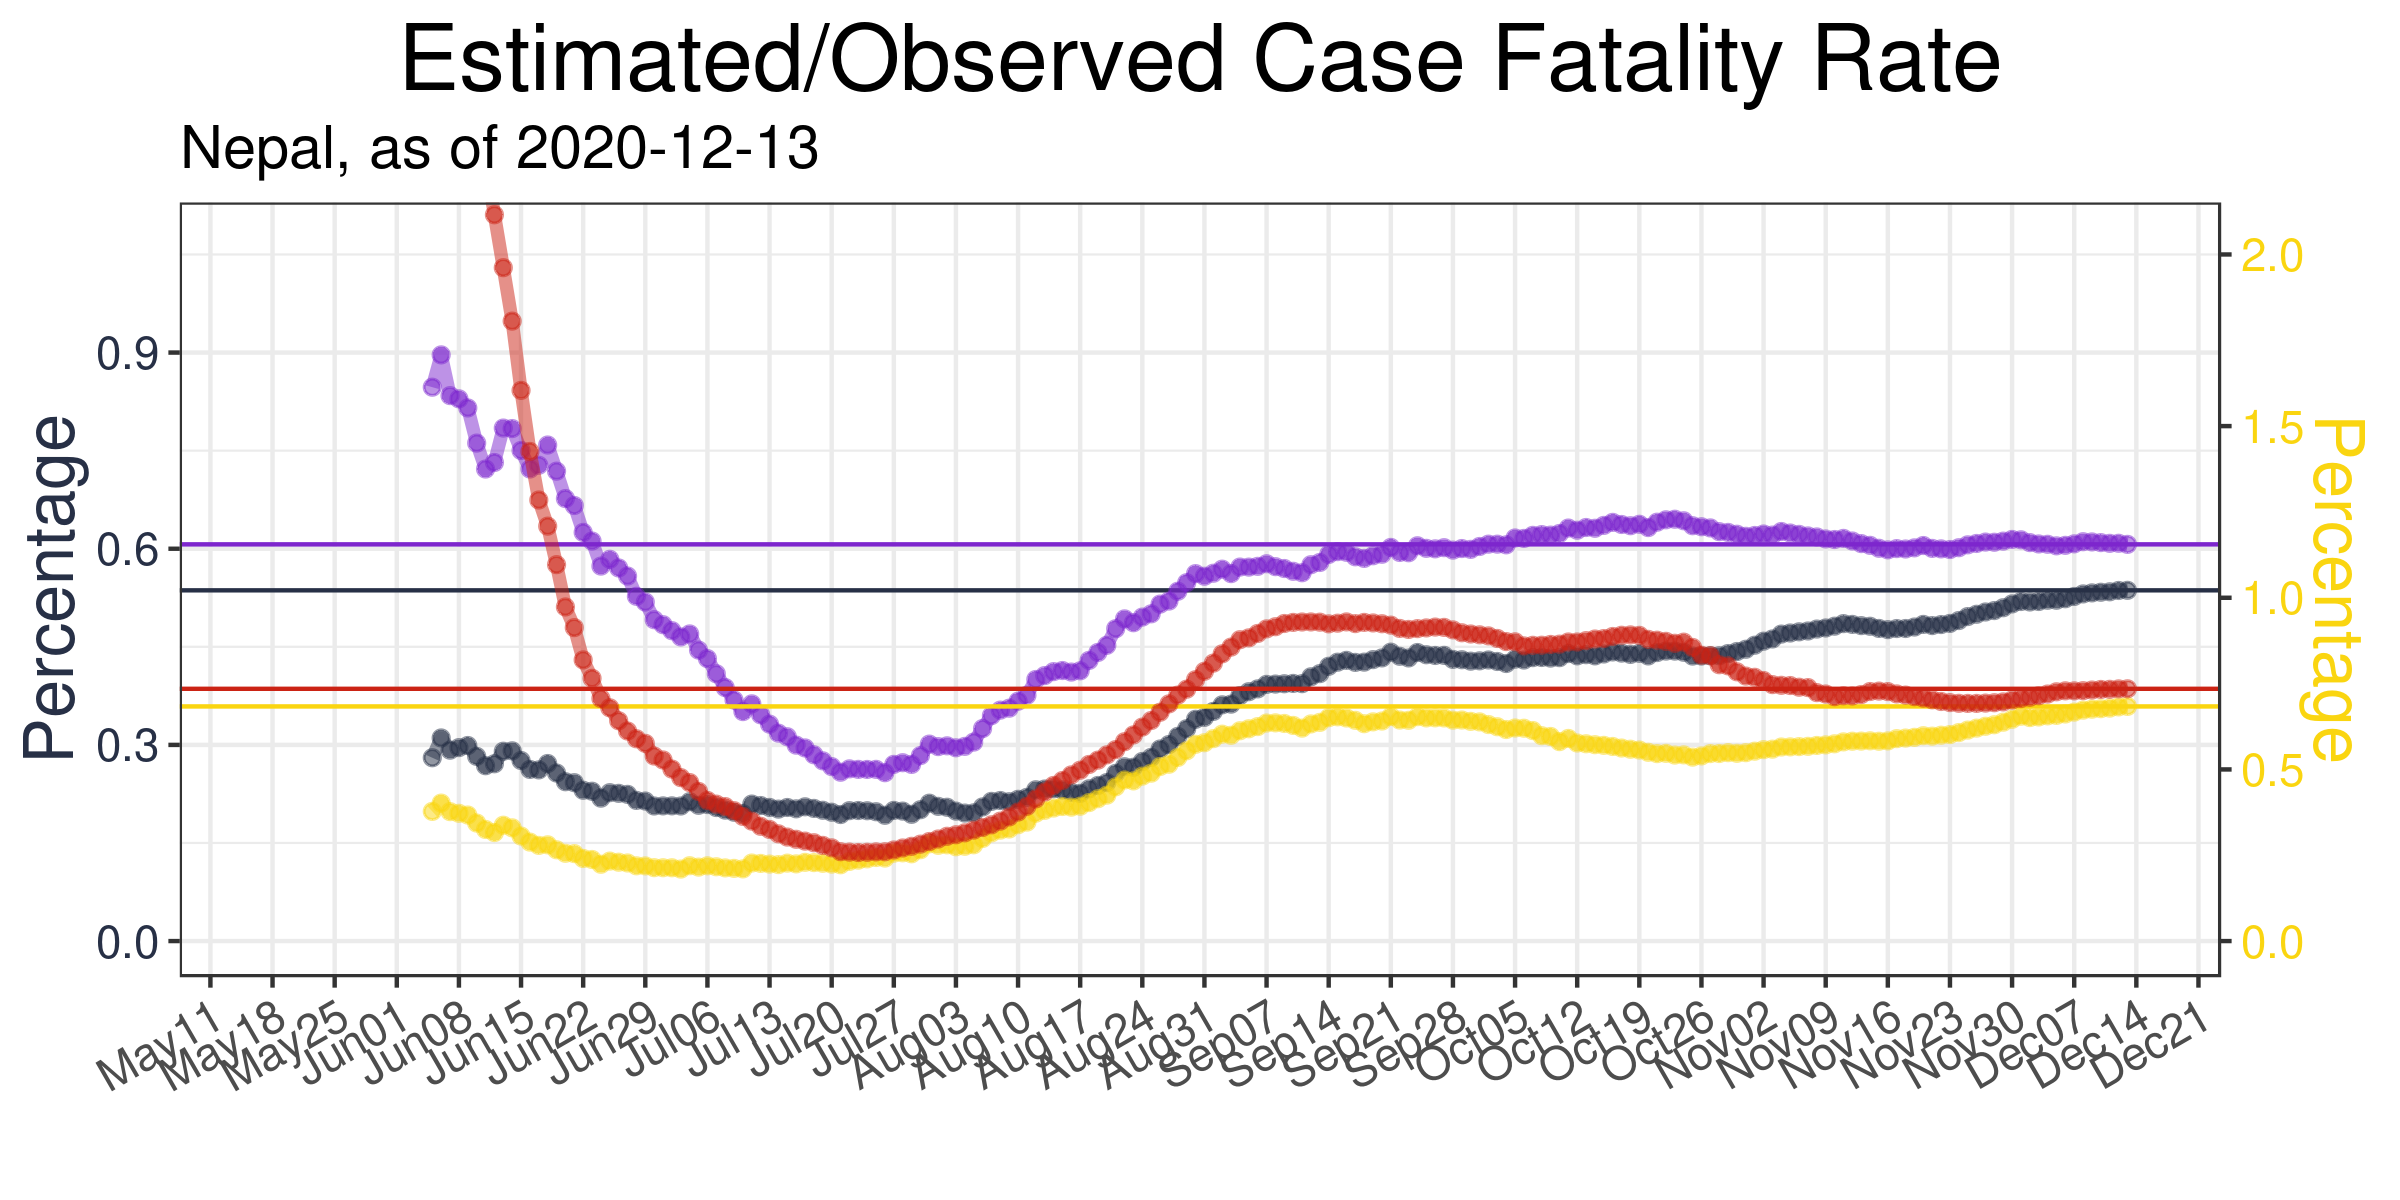 Estimated/Observed Case Fatality Rate
Nepal, as of 2020-12-13
Percentage
0.9
0.6
0.3
0.0
2.0
1.5
1.0
0.5
0.0
Percentage
May11
May18
May25
Jun01
Jun08
Jun15
Jun22
Jun29
Jul06
Jul13
Jul20
Jul27
Aug03
Aug10
Aug17
Aug24
Aug31
Sep07
Sep14
Sep21
Sep28
Oct05
Oct12
Oct19
Oct26
Nov02
Nov09
Nov16
Nov23
Nov30
Dec07
Dec14
Dec21